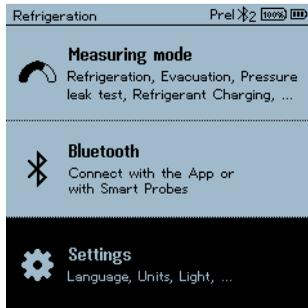 Refrigeration Prel 2 100%
Measuring mode
Refrigeration, Evacuation, Pressure
leak test, Refrigerant Charging, ...
Bluetooth
Connect with the App or
with Smart Probes
Settings
Language, Units, Light, ...